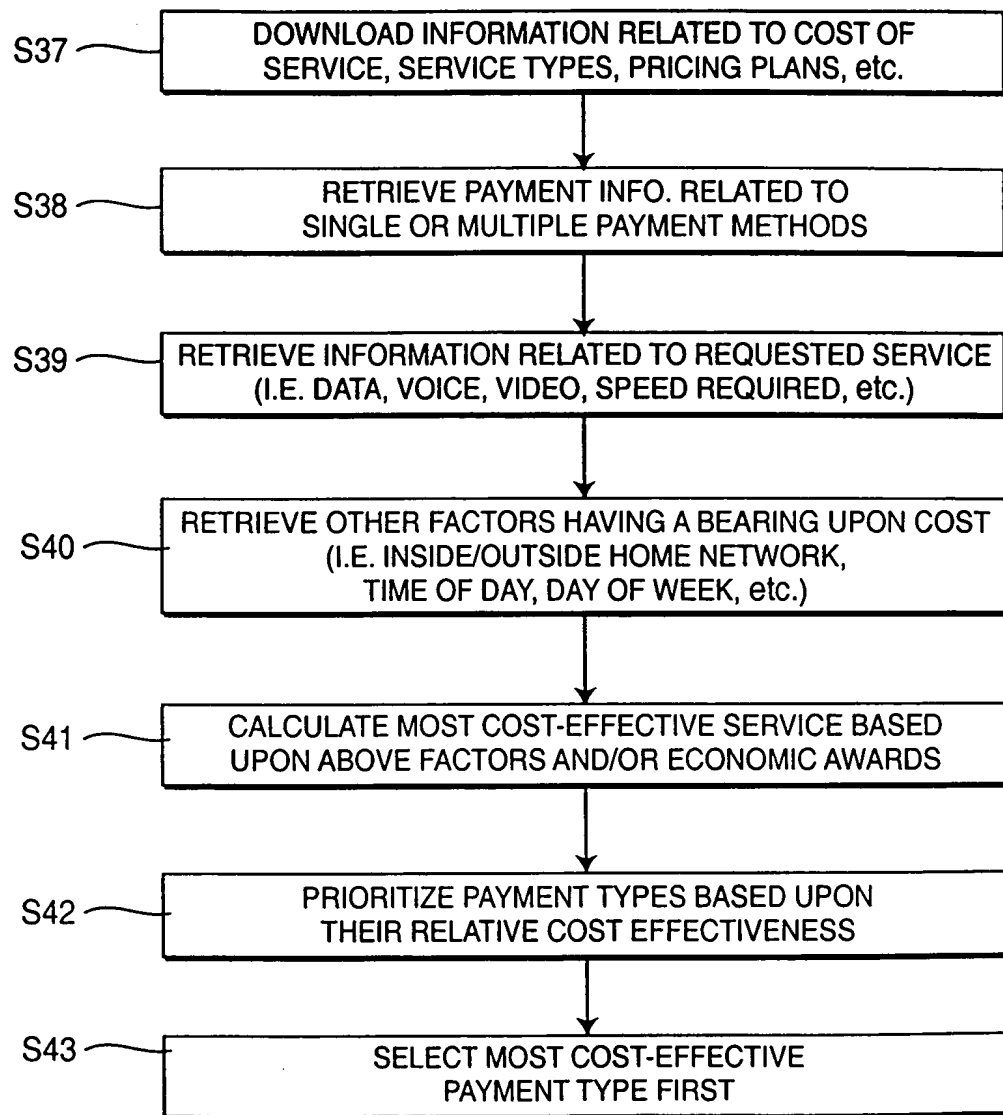 S37
DOWNLOAD INFORMATION RELATED TO COST OF
SERVICE, SERVICE TYPES, PRICING PLANS, etc.
S38
RETRIEVE PAYMENT INFO. RELATED TO
SINGLE OR MULTIPLE PAYMENT METHODS
S39
RETRIEVE INFORMATION RELATED TO REQUESTED SERVICE
(I.E. DATA, VOICE, VIDEO, SPEED REQUIRED, etc.)
S40
RETRIEVE OTHER FACTORS HAVING A BEARING UPON COST
(I.E. INSIDE/OUTSIDE HOME NETWORK,
TIME OF DAY, DAY OF WEEK, etc.)
S41
CALCULATE MOST COST-EFFECTIVE SERVICE BASED
UPON ABOVE FACTORS AND/OR ECONOMIC AWARDS
S42
PRIORITIZE PAYMENT TYPES BASED UPON
THEIR RELATIVE COST EFFECTIVENESS
S43
SELECT MOST COST-EFFECTIVE
PAYMENT TYPE FIRST